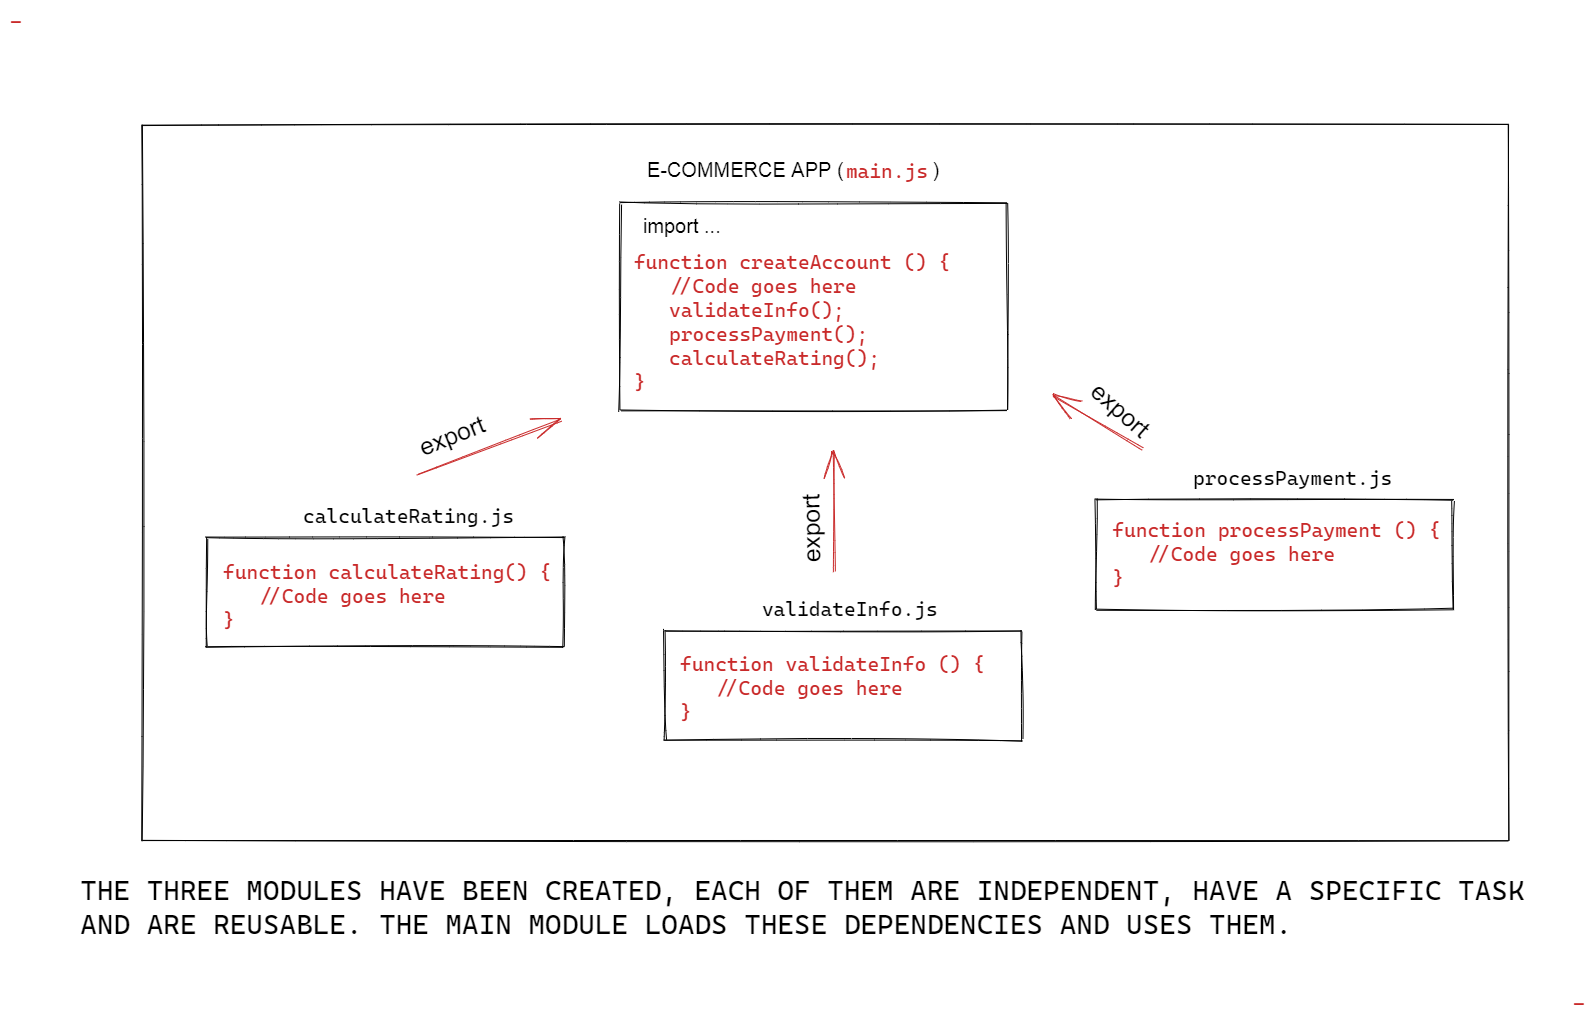 E-COMMERCE APP (main.js)
import ...
function createAccount () {
//Code goes here
validateInfo();
processPayment();
calculateRating();
}
export
export
export
calculateRating.js
function calculateRating() {
//Code goes here
}
validateInfo.js
function validateInfo () {
//Code goes here
}
processPayment.js
function processPayment () {
//Code goes here
}
THE THREE MODULES HAVE BEEN CREATED, EACH OF THEM ARE INDEPENDENT, HAVE A SPECIFIC TASK
AND ARE REUSABLE. THE MAIN MODULE LOADS THESE DEPENDENCIES AND USES THEM.